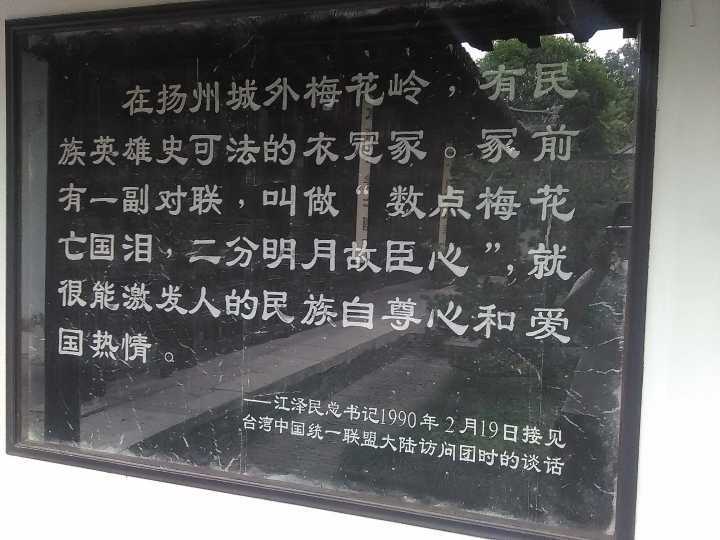 在扬州城外梅花岭，有民
族英雄史可法的衣冠冢。冢前
有一副对联，叫做“数点梅花
亡国泪，二分明月故臣心”，就
很能激发人的民族自尊心和爱
国热情。
——江泽民总书记1990年2月19日接见
台湾中国统一联盟大陆访问团时的谈话